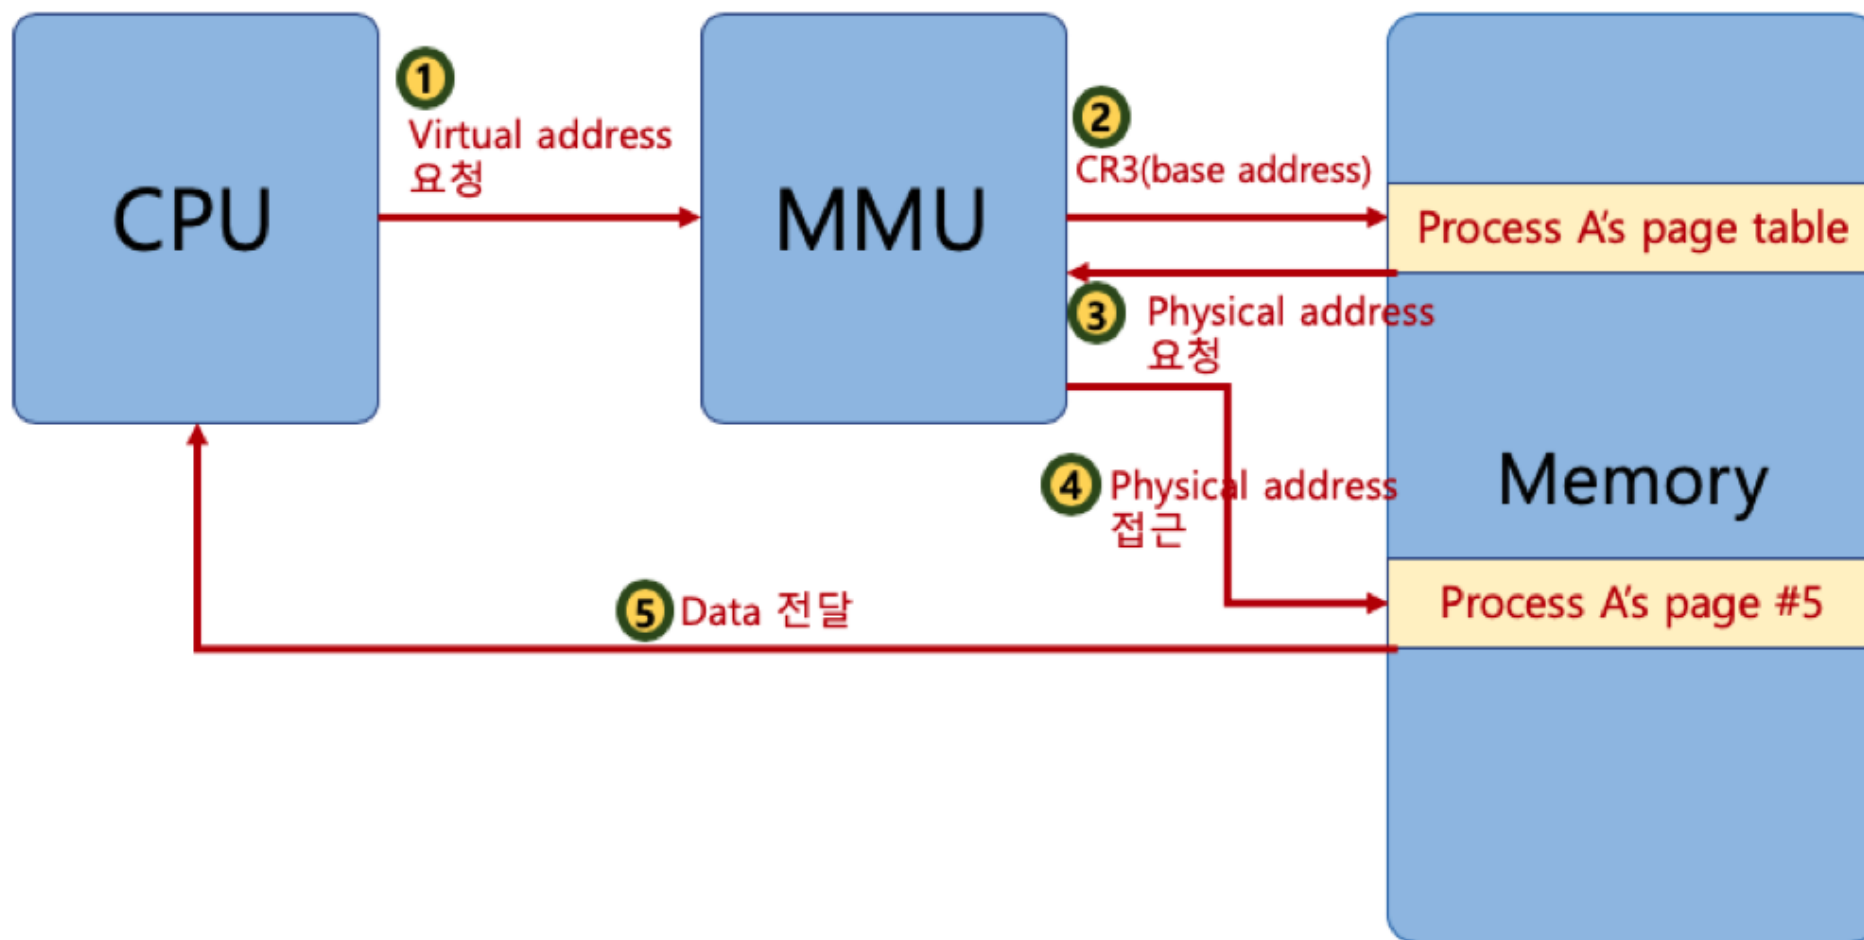 CPU
1
Virtual address
요청
MMU
2
CR3(base address)
Process A's page table
3
Physical address
요청
4
Physical address
접근
Memory
Process A's page #5
5
Data 전달